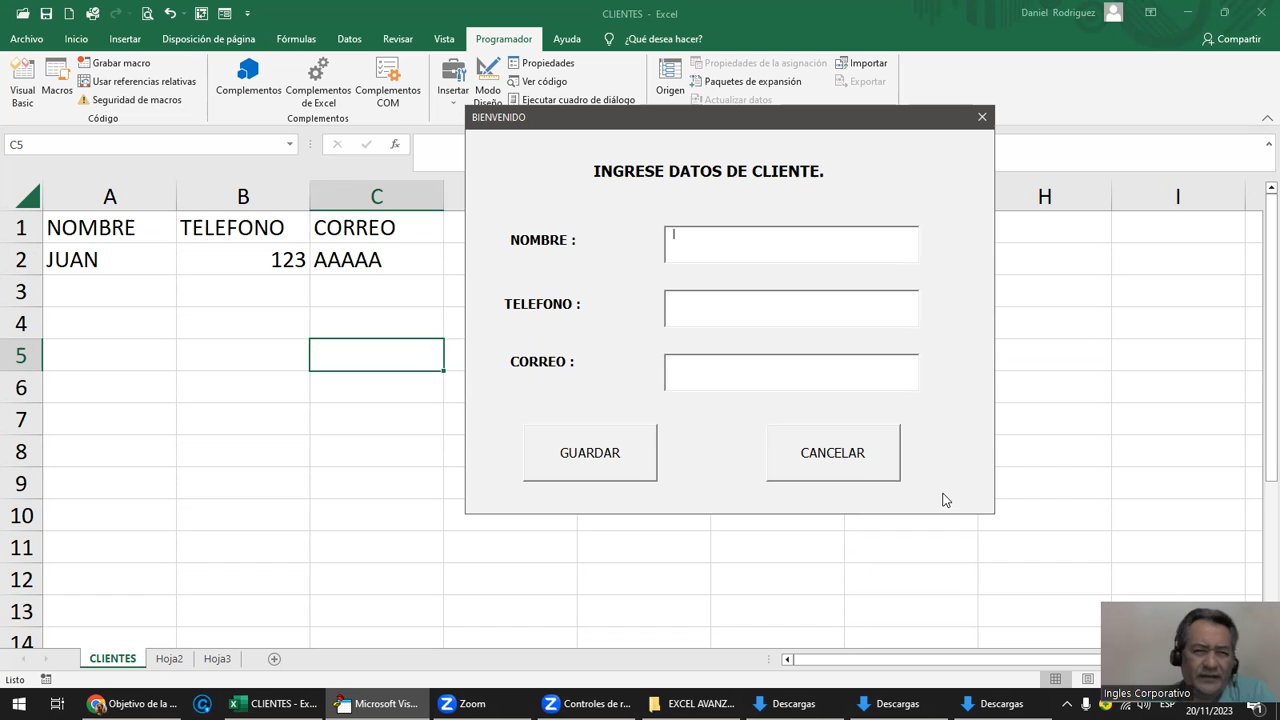 CLIENTES - Excel
Daniel Rodriguez
Archivo Inicio Insertar Disposición de página Fórmulas Datos Revisar Vista Programador Ayuda ¿Qué desea hacer? Compartir
Visual Basic
Macros
Grabar macro
Usar referencias relativas
Seguridad de macros
Código
Complementos
Complementos de Excel
Complementos COM
Complementos
Insertar
Modo Diseño
Propiedades
Ver código
Ejecutar cuadro de diálogo
Origen
Propiedades de la asignación
Paquetes de expansión
Actualizar datos
Importar
Exportar
C5
fx
A B C H I
1 NOMBRE TELEFONO CORREO
2 JUAN 123 AAAAA
3
4
5
6
7
8
9
10
11
12
13
14
BIENVENIDO
INGRESE DATOS DE CLIENTE.
NOMBRE :
TELEFONO :
CORREO :
GUARDAR CANCELAR
CLIENTES Hoja2 Hoja3
Listo
Ingles Corporativo
Objetivo de la ...
CLIENTES - Exc...
Microsoft Vis...
Zoom
Controles de r...
EXCEL AVANZ...
Descargas
Descargas
Descargas
ESP
20/11/2023